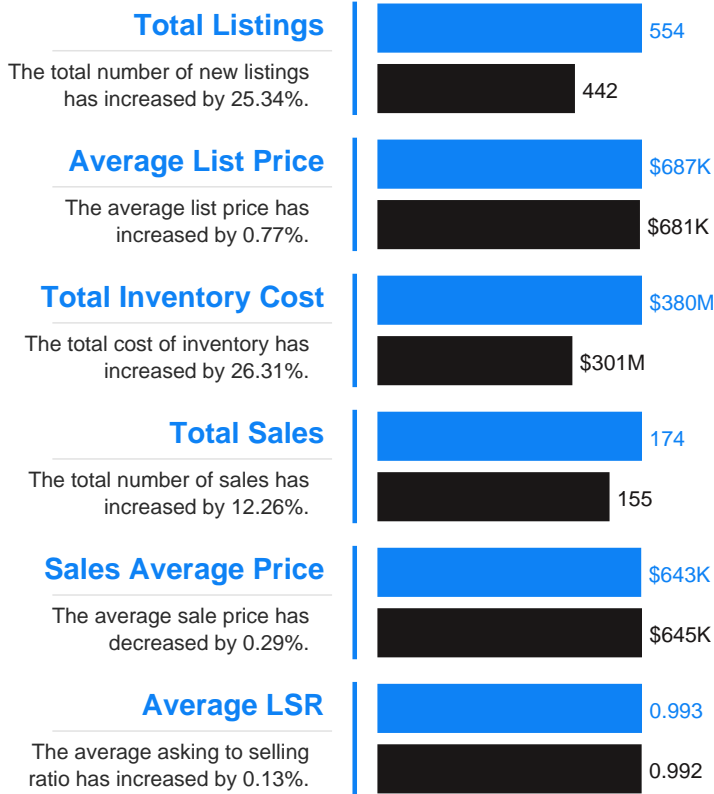 Total Listings
554
The total number of new listings
has increased by 25.34%.
442
Average List Price
$687K
The average list price has
increased by 0.77%.
$681K
Total Inventory Cost
$380M
The total cost of inventory has
increased by 26.31%.
$301M
Total Sales
174
The total number of sales has
increased by 12.26%.
155
Sales Average Price
$643K
The average sale price has
decreased by 0.29%.
$645K
Average LSR
0.993
The average asking to selling
ratio has increased by 0.13%.
0.992